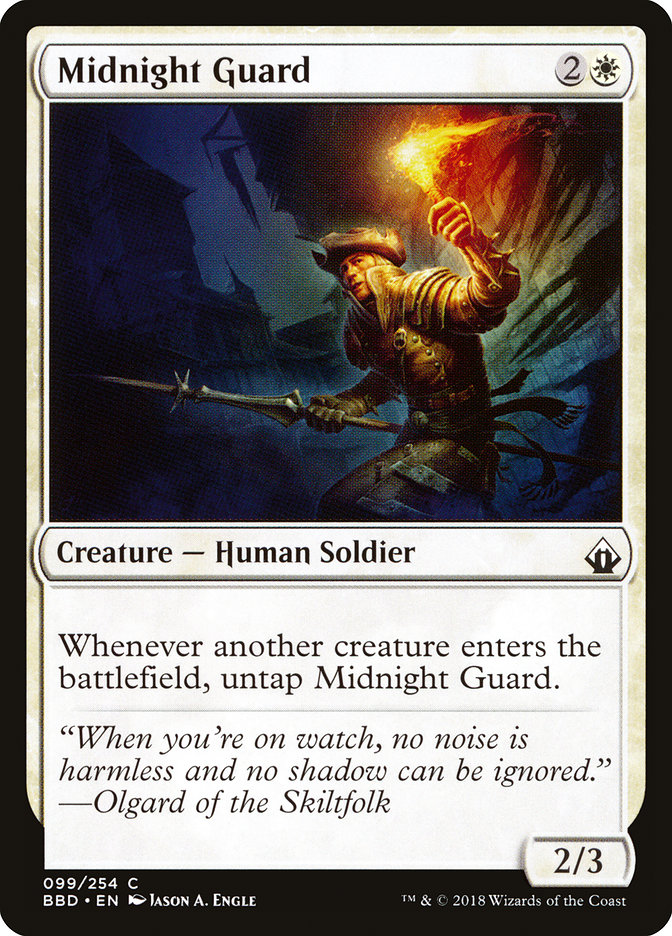 Midnight Guard 2
Creature — Human Soldier
Whenever another creature enters the
battlefield, untap Midnight Guard.
“When you’re on watch, no noise is
harmless and no shadow can be ignored.”
—Olgard of the Skiltfolk
2/3
099/254 C
BBD • EN Jason A. Engle
™ & © 2018 Wizards of the Coast